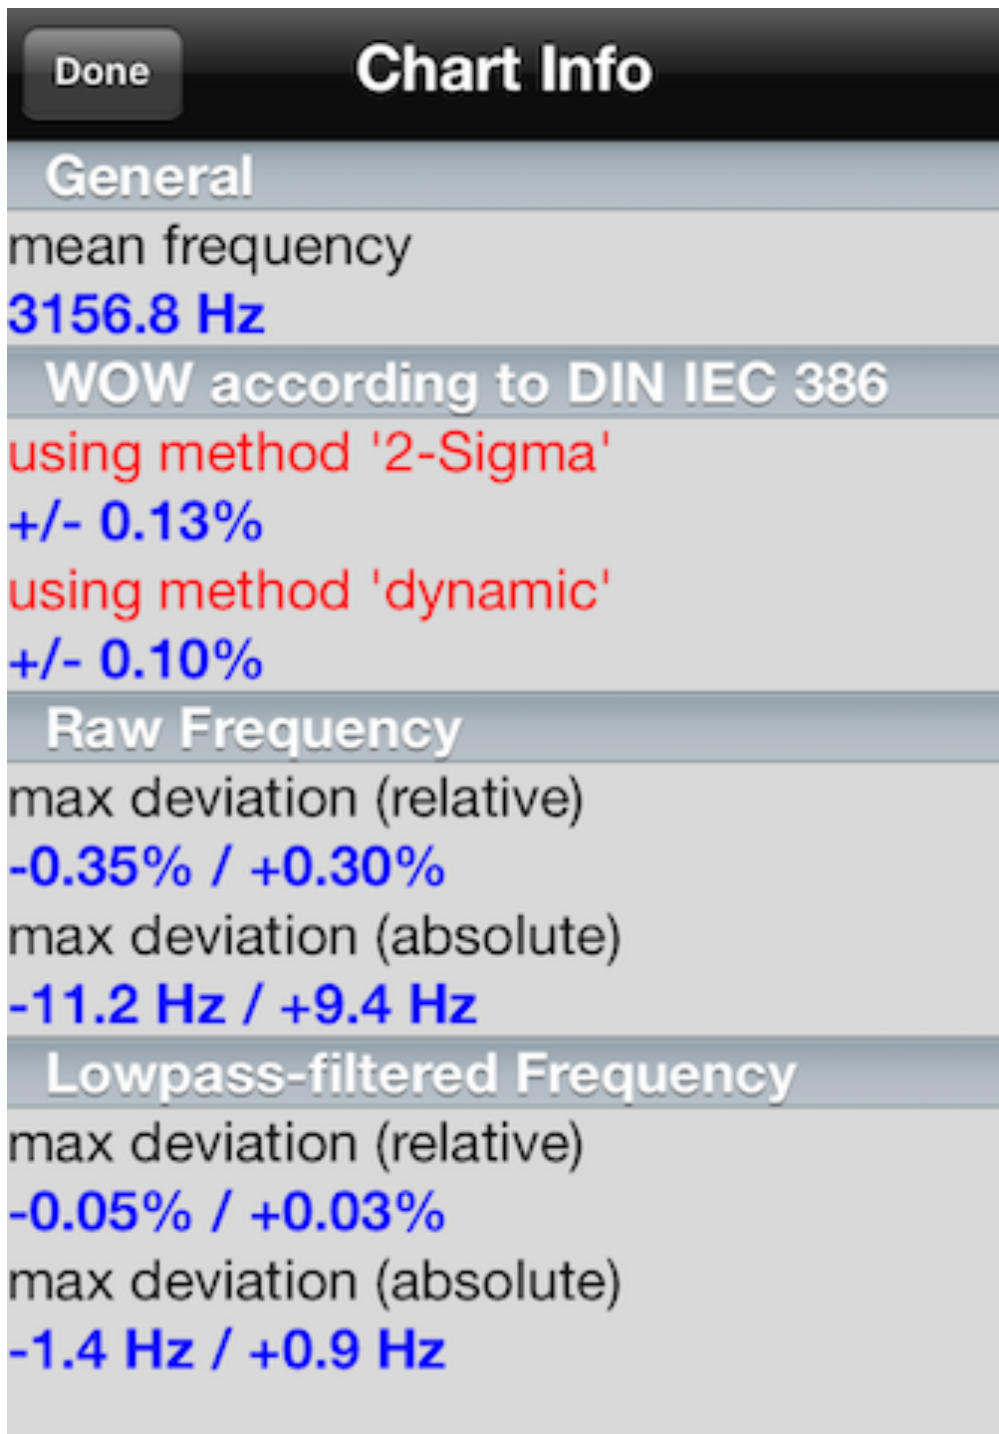 Done
Chart Info
General
mean frequency
3156.8 Hz
WOW according to DIN IEC 386
using method '2-Sigma'
+/- 0.13%
using method 'dynamic'
+/- 0.10%
Raw Frequency
max deviation (relative)
-0.35% / +0.30%
max deviation (absolute)
-11.2 Hz / +9.4 Hz
Lowpass-filtered Frequency
max deviation (relative)
-0.05% / +0.03%
max deviation (absolute)
-1.4 Hz / +0.9 Hz